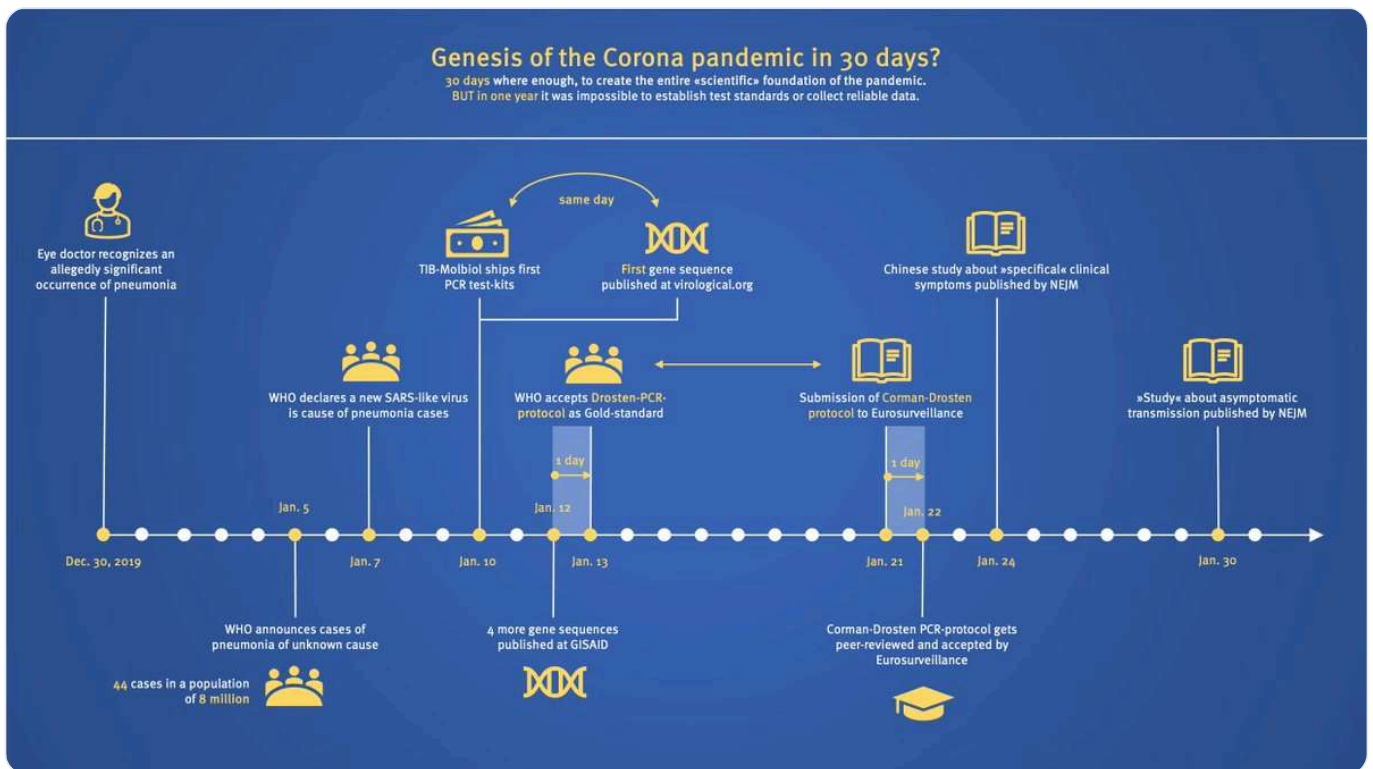 Genesis of the Corona pandemic in 30 days?
30 days where enough, to create the entire «scientific» foundation of the pandemic.
BUT in one year it was impossible to establish test standards or collect reliable data.
same day
Eye doctor recognizes an
allegedly significant
occurrence of pneumonia
TIB-Molbiol ships first
PCR test-kits
First gene sequence
published at virological.org
Chinese study about »specifical« clinical
symptoms published by NEJM
WHO declares a new SARS-like virus
is cause of pneumonia cases
WHO accepts Drosten-PCR-
protocol as Gold-standard
Submission of Corman-Drosten
protocol to Eurosurveillance
»Study« about asymptomatic
transmission published by NEJM
1 day
1 day
Jan. 5
Jan. 12
Jan. 22
Dec. 30, 2019
Jan. 7
Jan. 10
Jan. 13
Jan. 21
Jan. 24
Jan. 30
WHO announces cases of
pneumonia of unknown cause
44 cases in a population
of 8 million
4 more gene sequences
published at GISAID
Corman-Drosten PCR-protocol gets
peer-reviewed and accepted by
Eurosurveillance